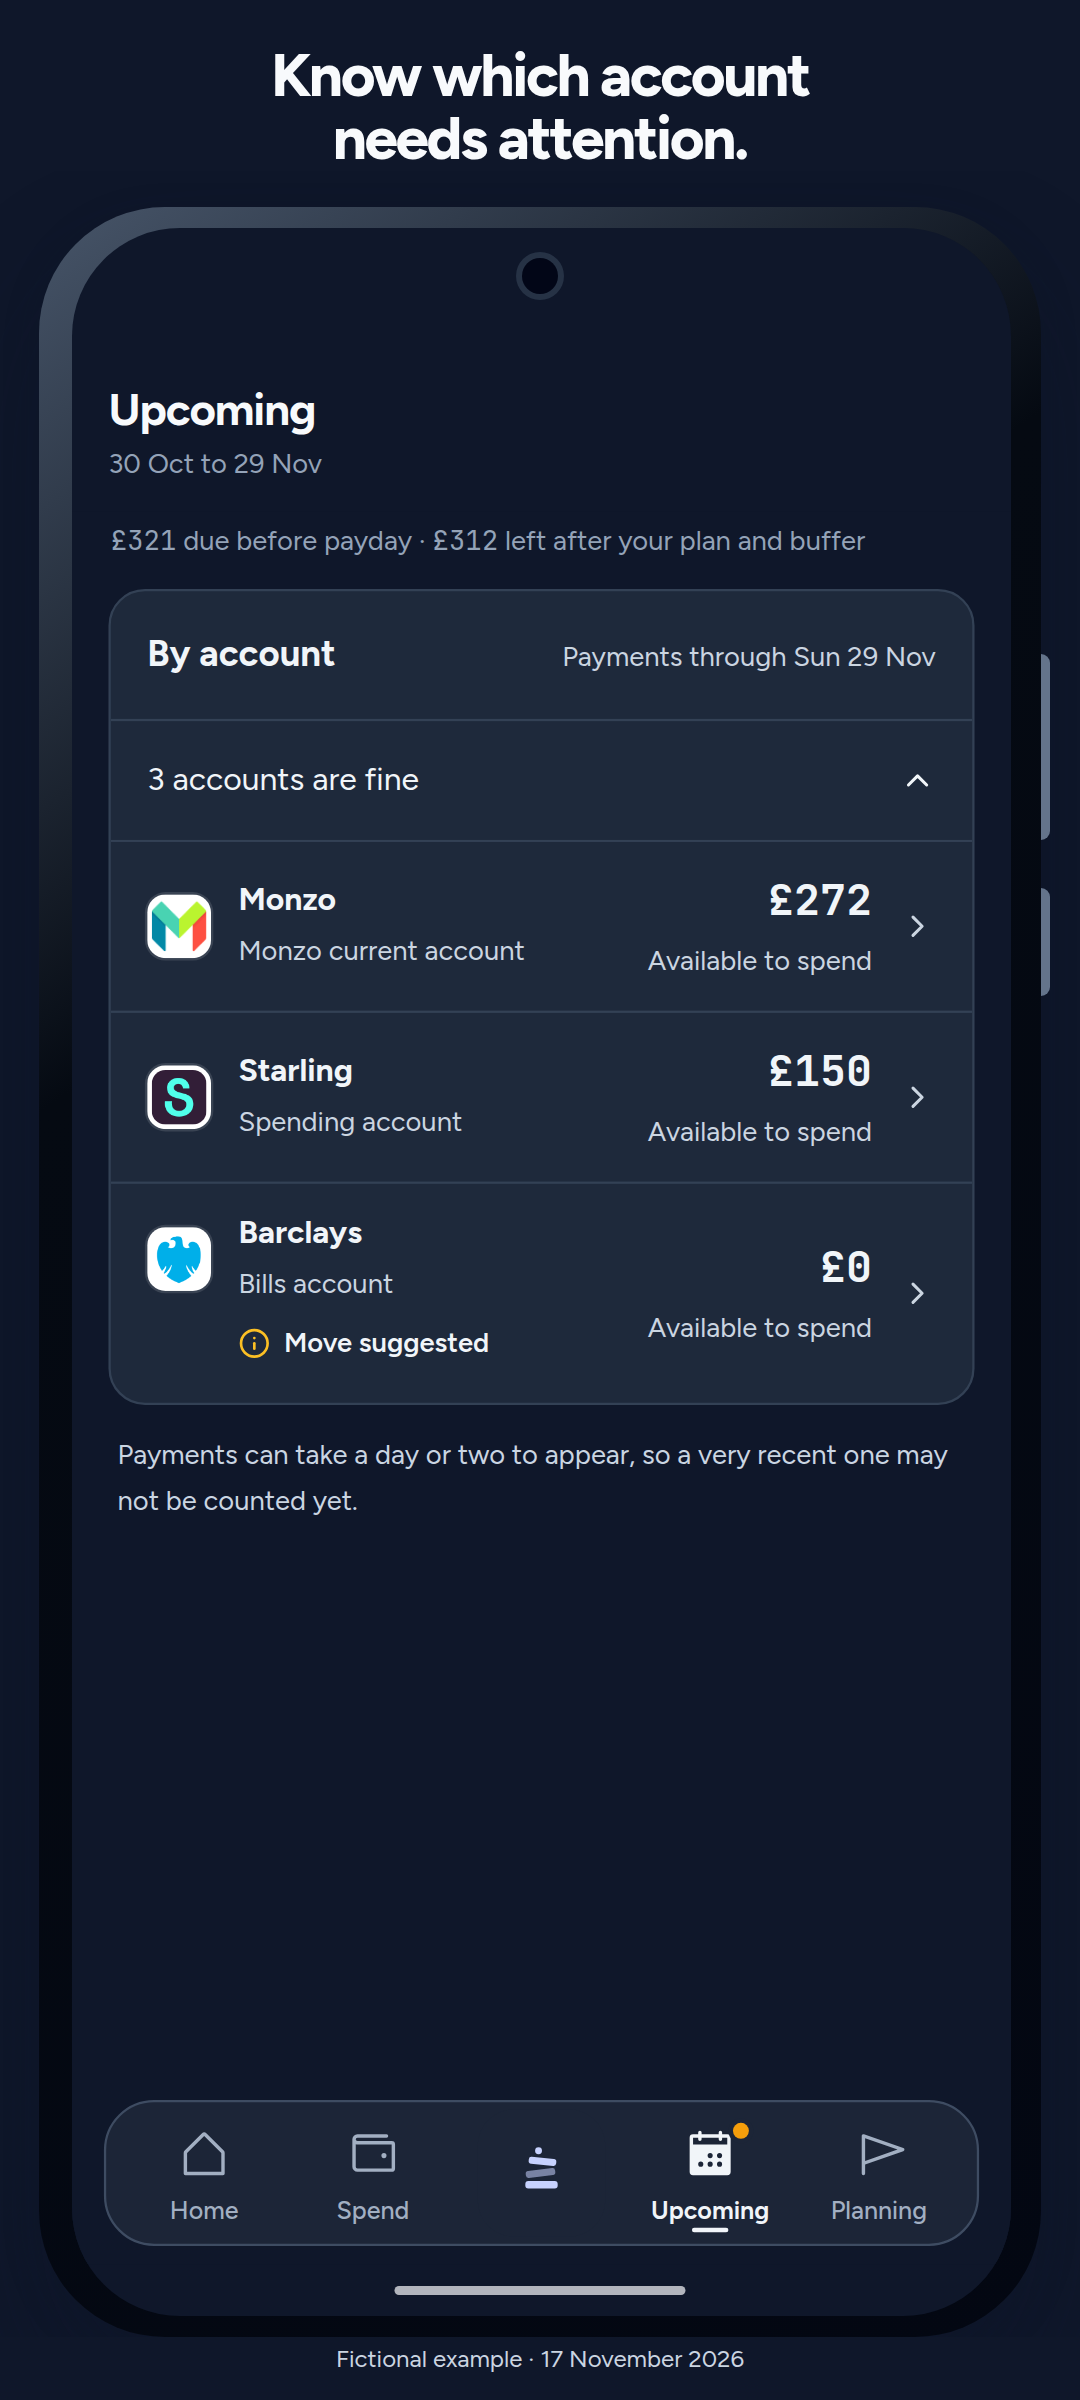 Know which account
needs attention.
Upcoming
30 Oct to 29 Nov
£321 due before payday · £312 left after your plan and buffer
By account
Payments through Sun 29 Nov
3 accounts are fine
Monzo
£272
Monzo current account
Available to spend
Starling
£150
Spending account
Available to spend
Barclays
Bills account
£0
Available to spend
Move suggested
Payments can take a day or two to appear, so a very recent one may
not be counted yet.
Home
Spend
Upcoming
Planning
Fictional example · 17 November 2026